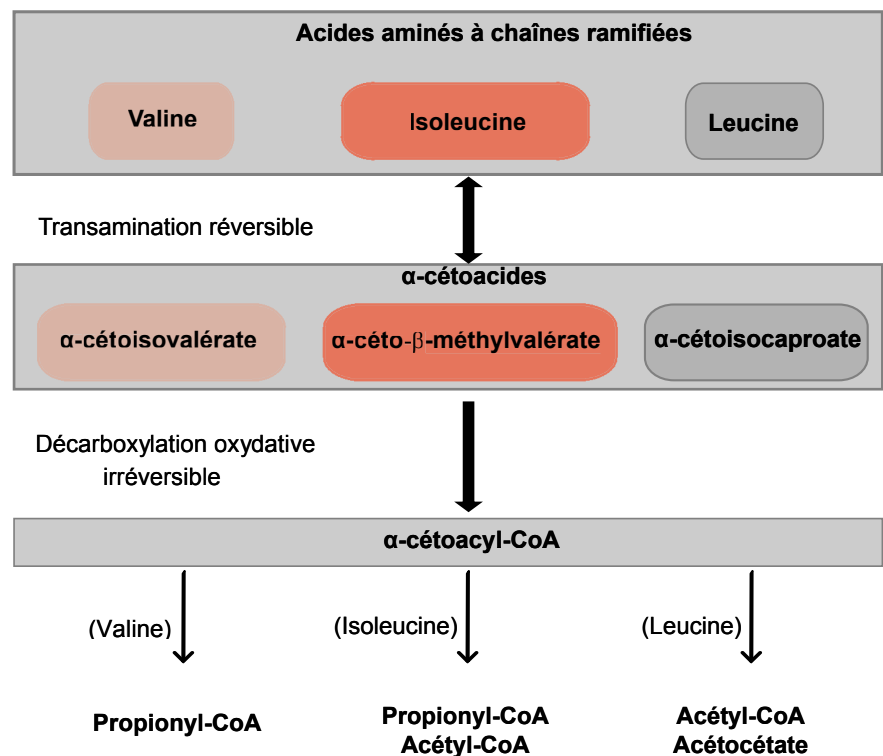 Acides aminés à chaînes ramifiées
Valine
Isoleucine
Leucine
Transamination réversible
α-cétoacides
α-cétoisovalérate
α-céto-β-méthylvalérate
α-cétoisocaproate
Décarboxylation oxydative
irréversible
α-cétoacyl-CoA
(Valine)
(Isoleucine)
(Leucine)
Propionyl-CoA
Propionyl-CoA
Acétyl-CoA
Acétyl-CoA
Acétocétate